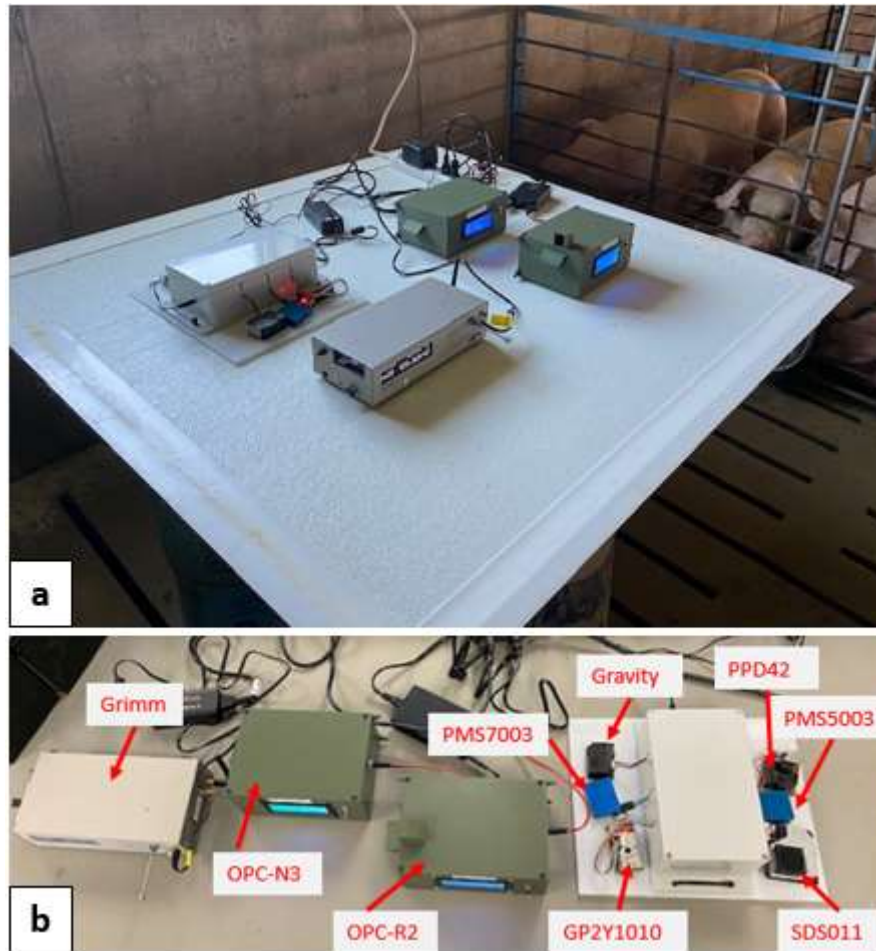 a
Grimm
Gravity
PPD42
PMS7003
PMS5003
OPC-N3
OPC-R2
GP2Y1010
SDS011
b